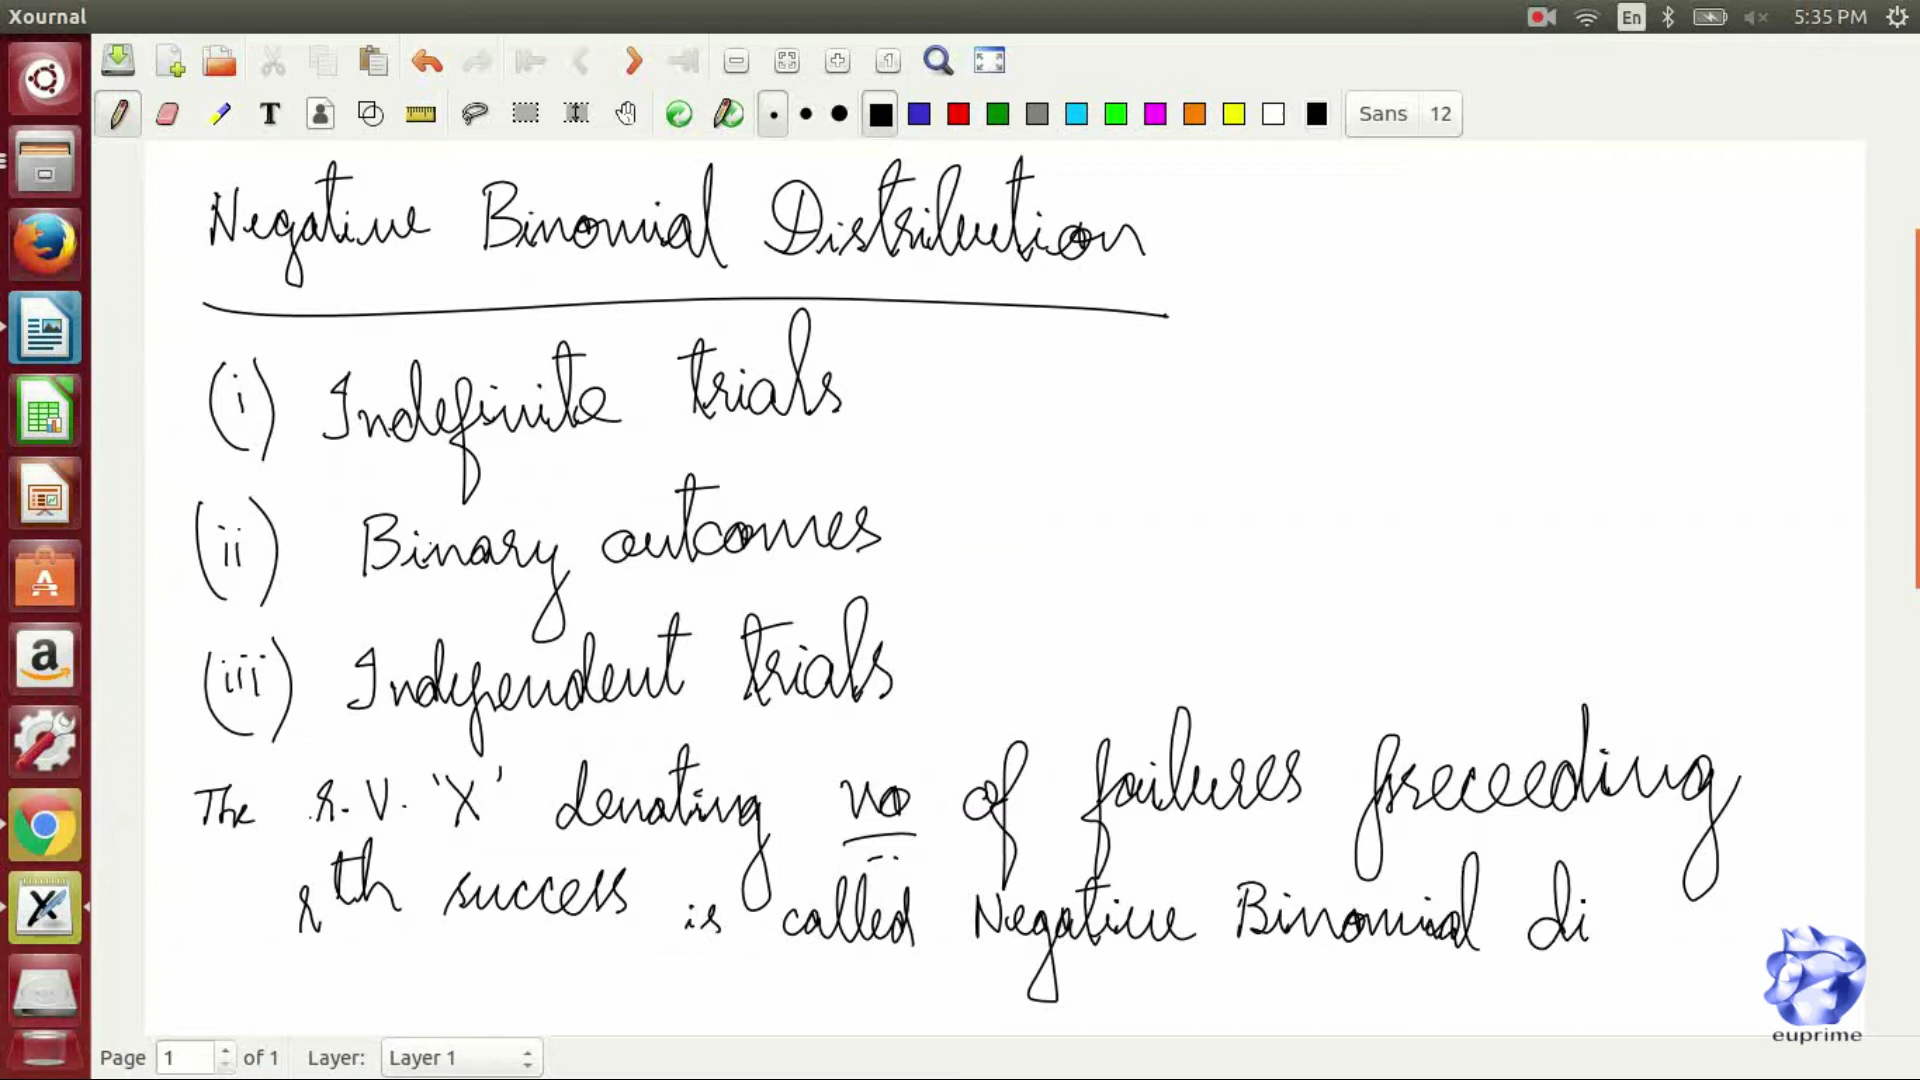 Xournal
En
5:35 PM
T
Sans 12
Negative Binomial Distribution
(i) Indefinite trials
(ii) Binary outcomes
(iii) Independent trials
The r.v. 'X' denoting no of failures preceeding
rth success is called Negative Binomial di
euprime
Page 1 of 1 Layer: Layer 1